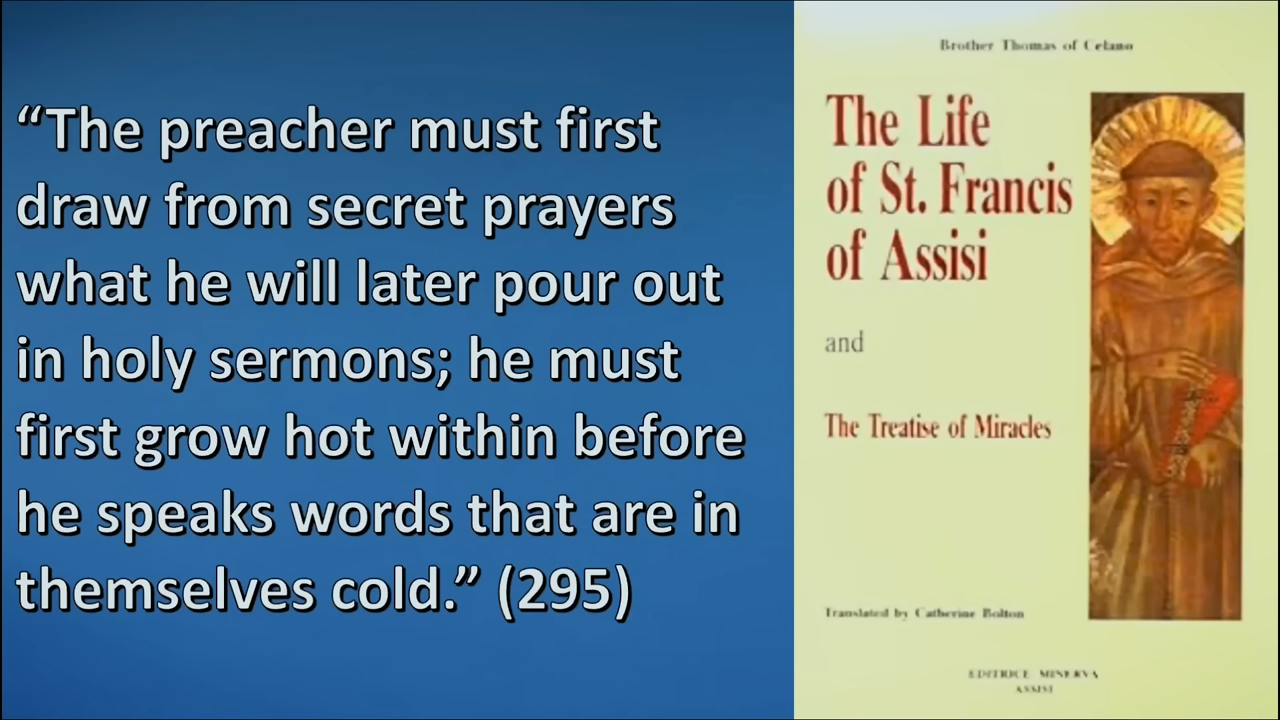 “The preacher must first
draw from secret prayers
what he will later pour out
in holy sermons; he must
first grow hot within before
he speaks words that are in
themselves cold.” (295)
Brother Thomas of Celano
The Life
of St. Francis
of Assisi
and
The Treatise of Miracles
Translated by Catherine Bolton
EDITRICE MINERVA
ASSISI